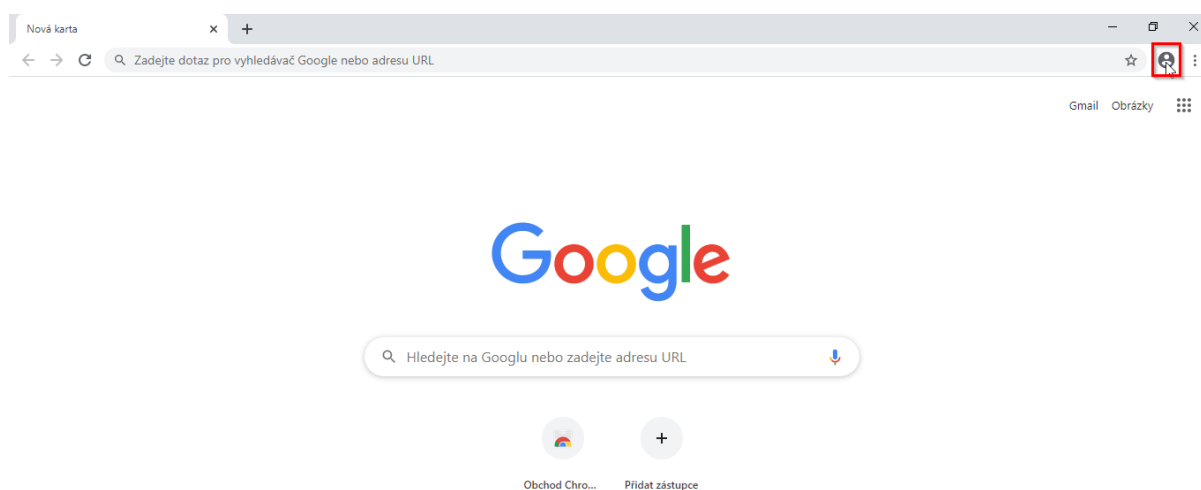 Nová karta
Zadejte dotaz pro vyhledávač Google nebo adresu URL
Gmail Obrázky
Google
Hledejte na Googlu nebo zadejte adresu URL
Obchod Chro... Přidat zástupce